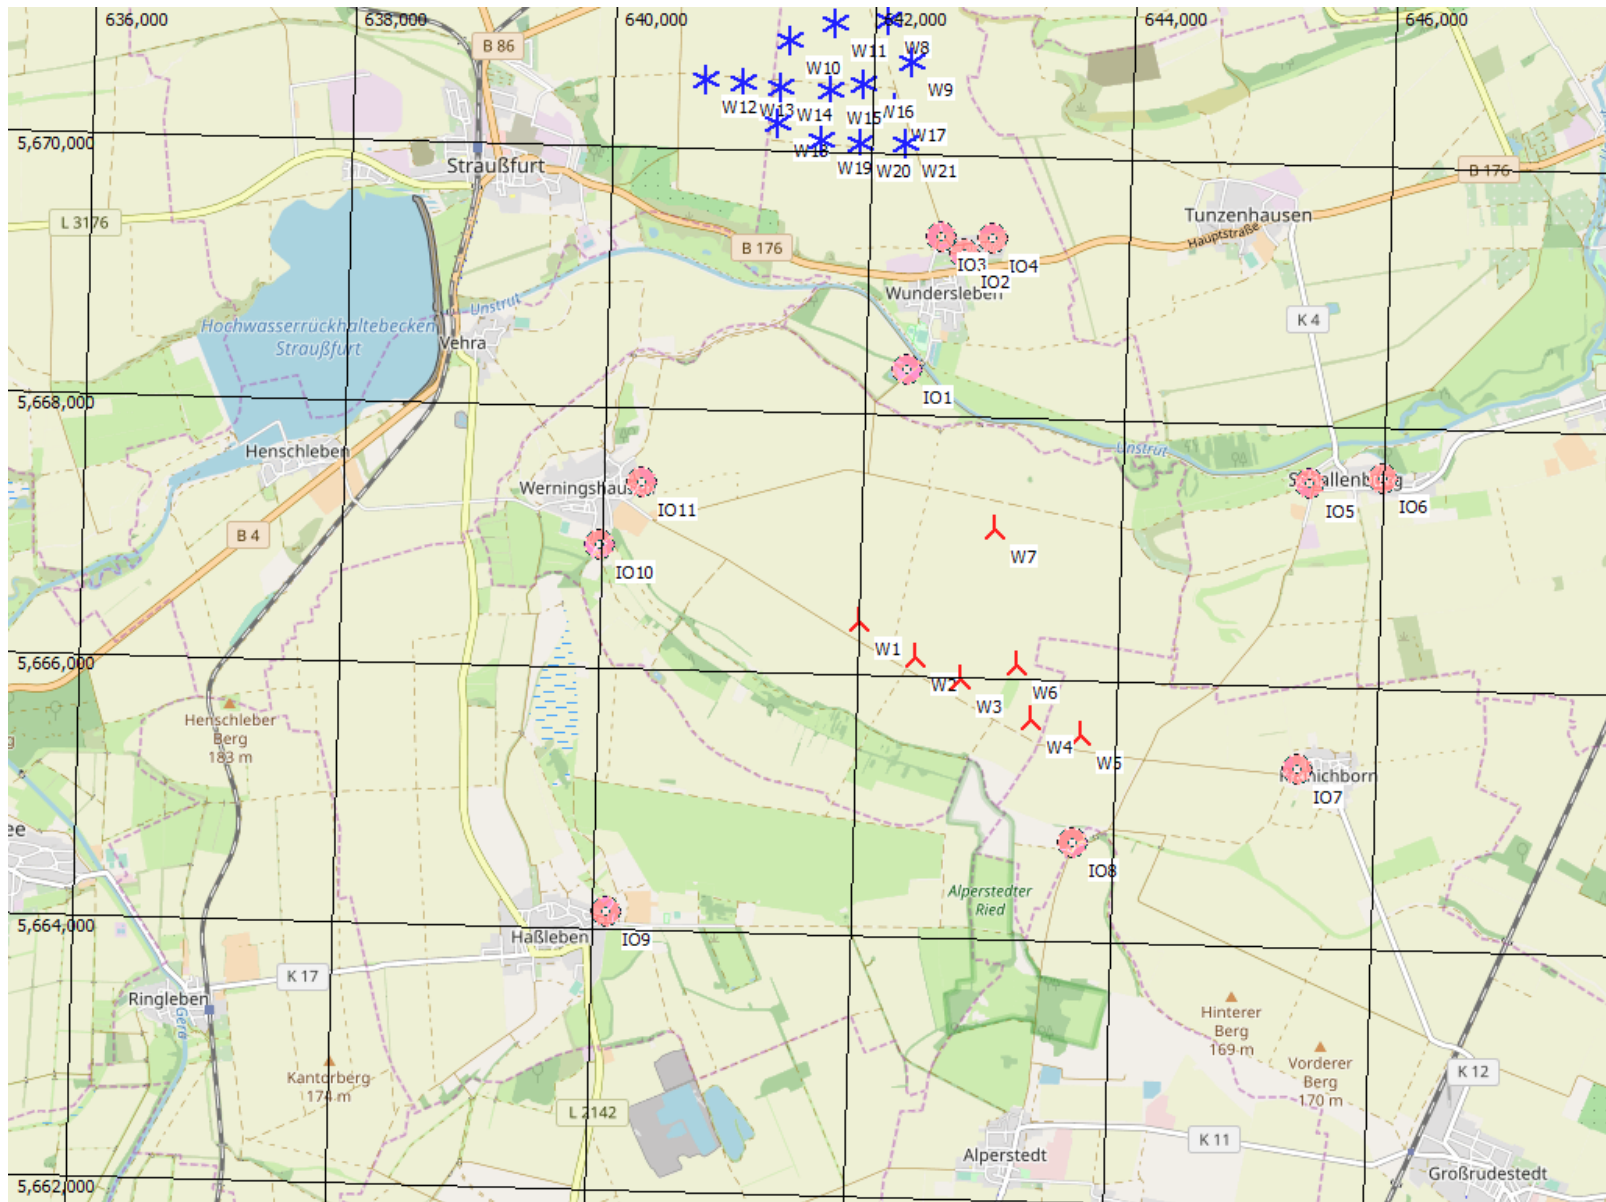 636,000
638,000
640,000
642,000
644,000
646,000
B 86
W11
W8
W10
W9
W12
W13
W14
W15
W16
W17
W18
W19
W20
W21
5,670,000
Straußfurt
B 176
L 3176
Tunzenhausen
Hauptstraße
B 176
IO3
IO4
IO2
Wundersleben
Unstrut
K 4
Hochwasserrückhaltebecken
Straußfurt
Vehra
IO1
5,668,000
Henschleben
Unstrut
Werningshausen
IO11
Schallenburg
IO5
IO6
B 4
W7
IO10
W1
5,666,000
W2
W6
W3
Henschleber
Berg
183 m
W4
W5
Kranichborn
IO7
ee
IO8
Alperstedter
Ried
5,664,000
Haßleben
IO9
K 17
Ringleben
Gera
Hinterer
Berg
169 m
Kantorberg
174 m
Vorderer
Berg
170 m
K 12
L 2142
K 11
Alperstedt
Großrudestedt
5,662,000